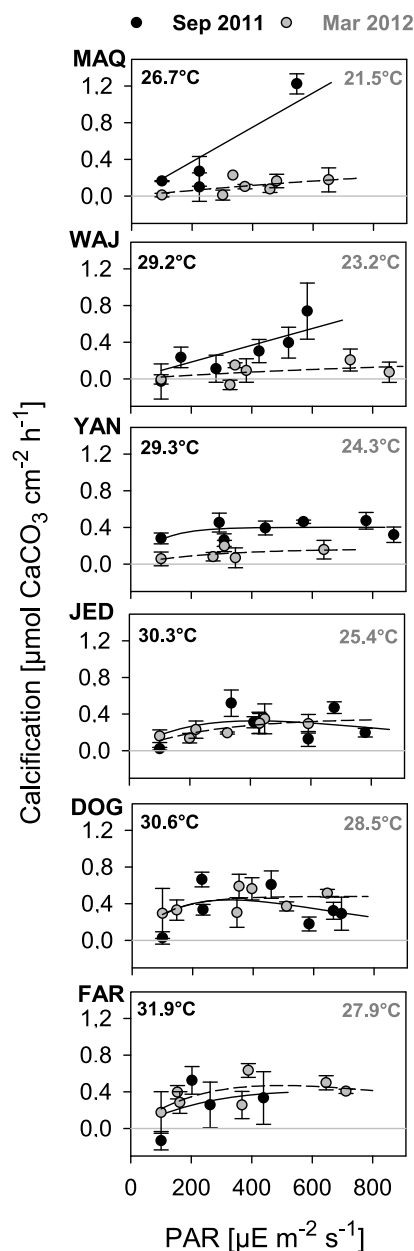 Sep 2011 Mar 2012
MAQ
26.7°C 21.5°C
1.2
0.8
0.4
0.0
WAJ
29.2°C 23.2°C
1.2
0.8
0.4
0.0
YAN
29.3°C 24.3°C
1.2
0.8
0.4
0.0
JED
30.3°C 25.4°C
1.2
0.8
0.4
0.0
DOG
30.6°C 28.5°C
1.2
0.8
0.4
0.0
FAR
31.9°C 27.9°C
1.2
0.8
0.4
0.0
0 200 400 600 800
Calcification [µmol CaCO₃ cm⁻² h⁻¹]
PAR [µE m⁻² s⁻¹]